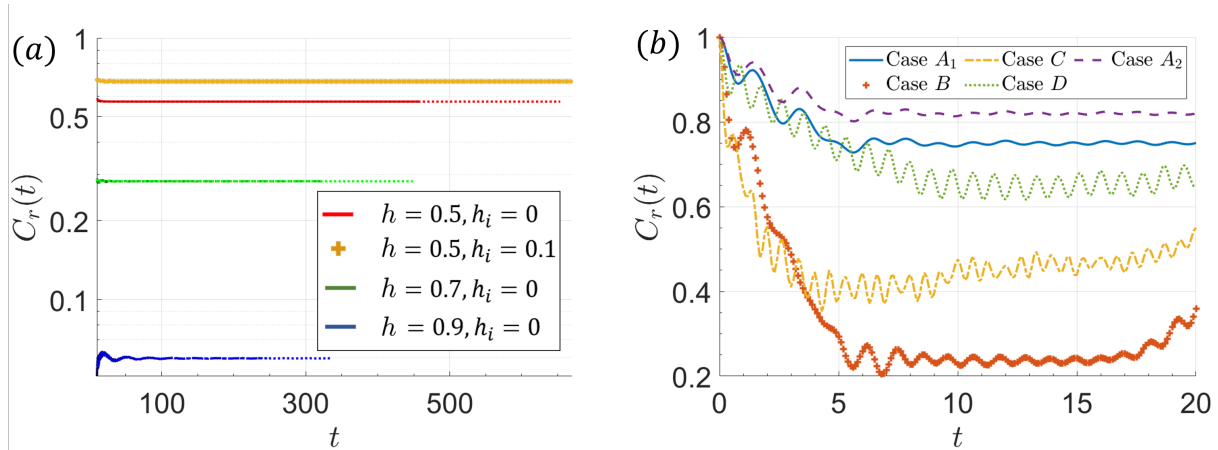 (a)
1
0.5
0.2
0.1
C_r(t)
100
300
500
t
h = 0.5, h_i = 0
h = 0.5, h_i = 0.1
h = 0.7, h_i = 0
h = 0.9, h_i = 0
(b)
1
0.8
0.6
0.4
0.2
C_r(t)
0
5
10
15
20
t
Case A_1
Case C
Case A_2
Case B
Case D